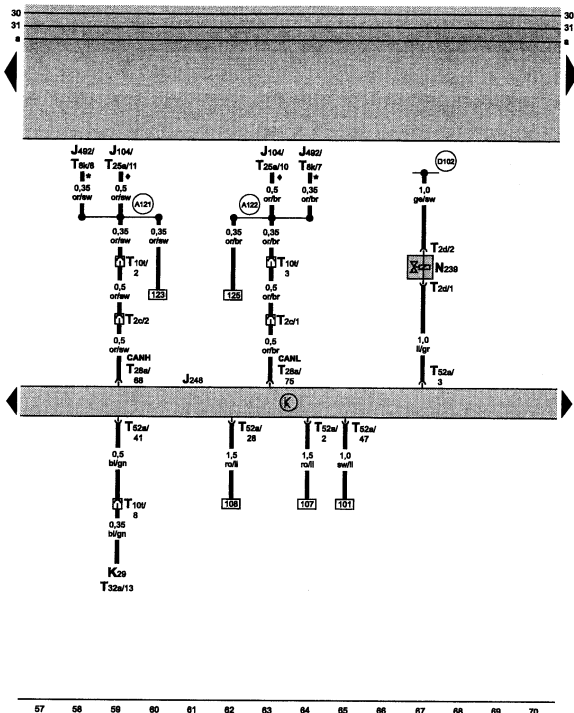 30 30
31 31
a a
J492/ J104/ J104/ J492/
T8k/8 T25a/11 T25a/10 T8k/7
* ♦ ♦ *
D102
0,35 0,5 0,5 0,35 1,0
or/sw or/sw or/br or/br ge/sw
A121 A122
0,35 0,35 0,35 0,35
or/sw or/sw or/br or/br
T2d/2
T10t/ T10t/
2 3
N239
T2d/1
123 125
0,5 0,5
or/sw or/br
T2c/2 T2c/1
0,5 0,5 1,0
or/sw or/br li/gr
CANH CANL
T28a/ T28a/ T52a/
68 75 3
J248
K
T52a/ T52a/ T52a/ T52a/
41 28 2 47
0,5 1,5 1,5 1,0
bl/gn ro/li ro/li sw/li
T10t/
8
108 107 101
0,35
bl/gn
K29
T32a/13
57 58 59 60 61 62 63 64 65 66 67 68 69 70